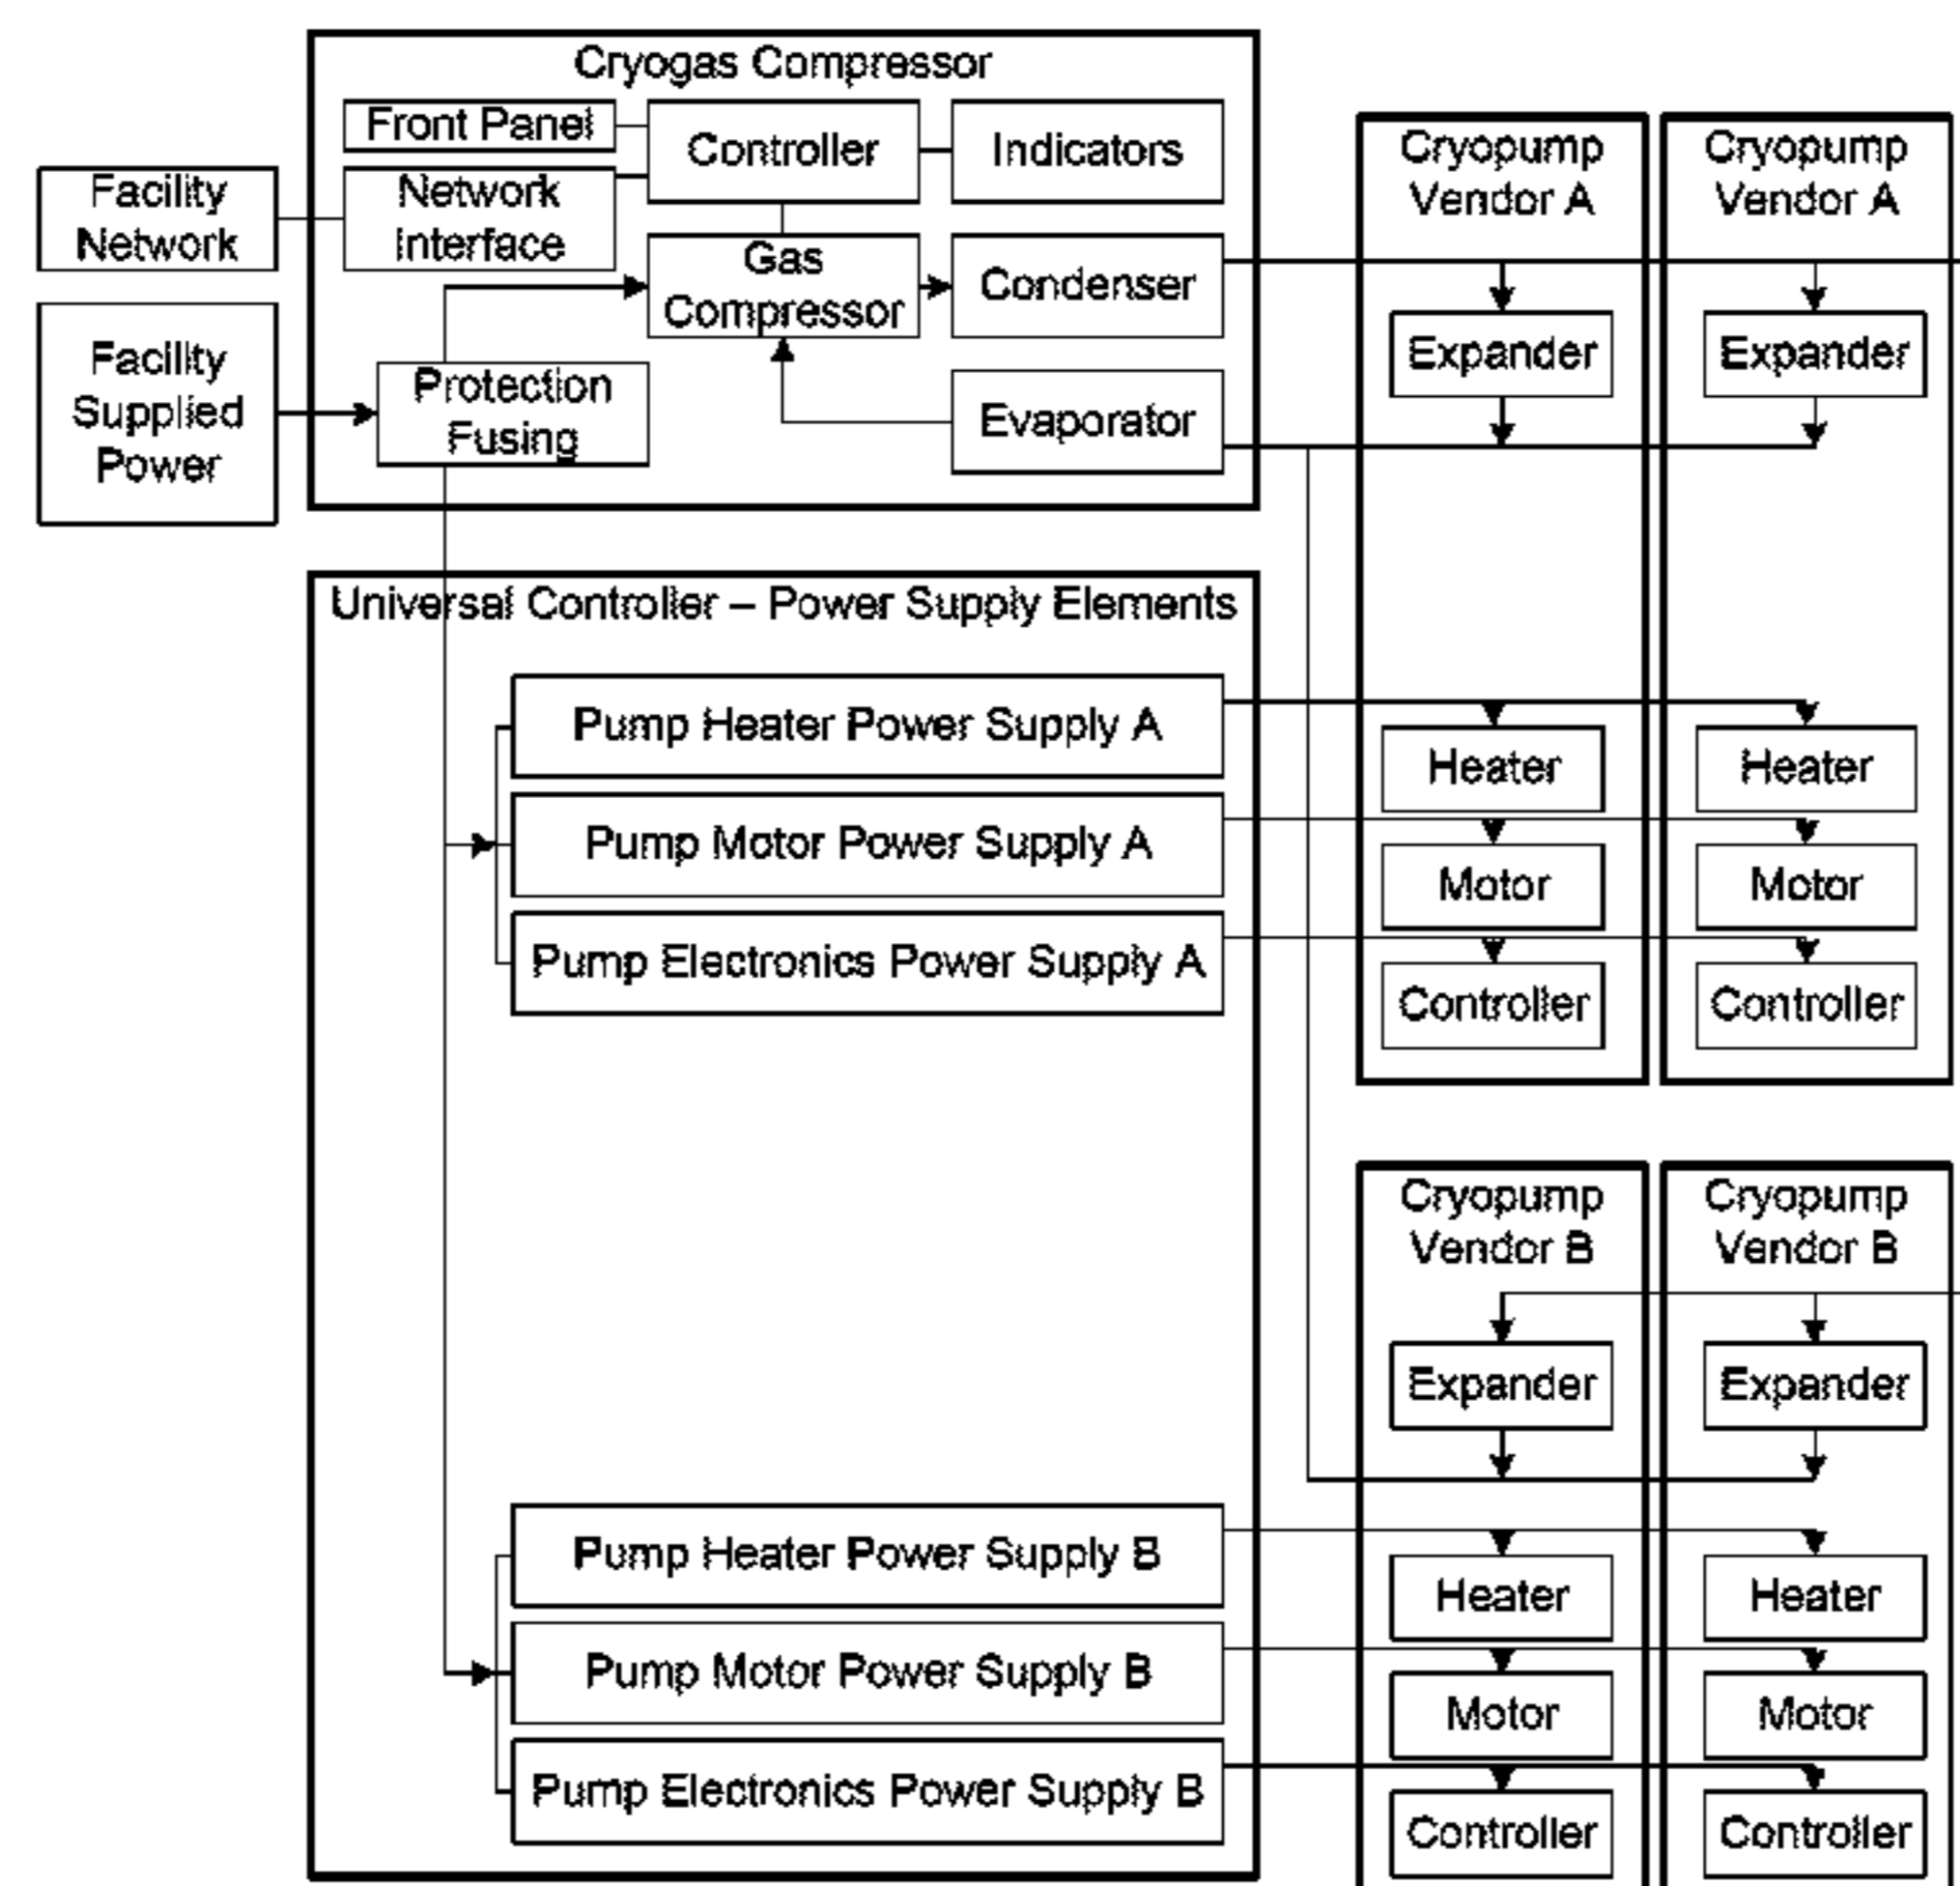 Cryogas Compressor
Front Panel
Controller
Indicators
Network
Interface
Facility
Network
Gas
Compressor
Condenser
Facility
Supplied
Power
Protection
Fusing
Evaporator
Cryopump
Vendor A
Expander
Heater
Motor
Controller
Cryopump
Vendor A
Expander
Heater
Motor
Controller
Universal Controller – Power Supply Elements
Pump Heater Power Supply A
Pump Motor Power Supply A
Pump Electronics Power Supply A
Pump Heater Power Supply B
Pump Motor Power Supply B
Pump Electronics Power Supply B
Cryopump
Vendor B
Expander
Heater
Motor
Controller
Cryopump
Vendor B
Expander
Heater
Motor
Controller